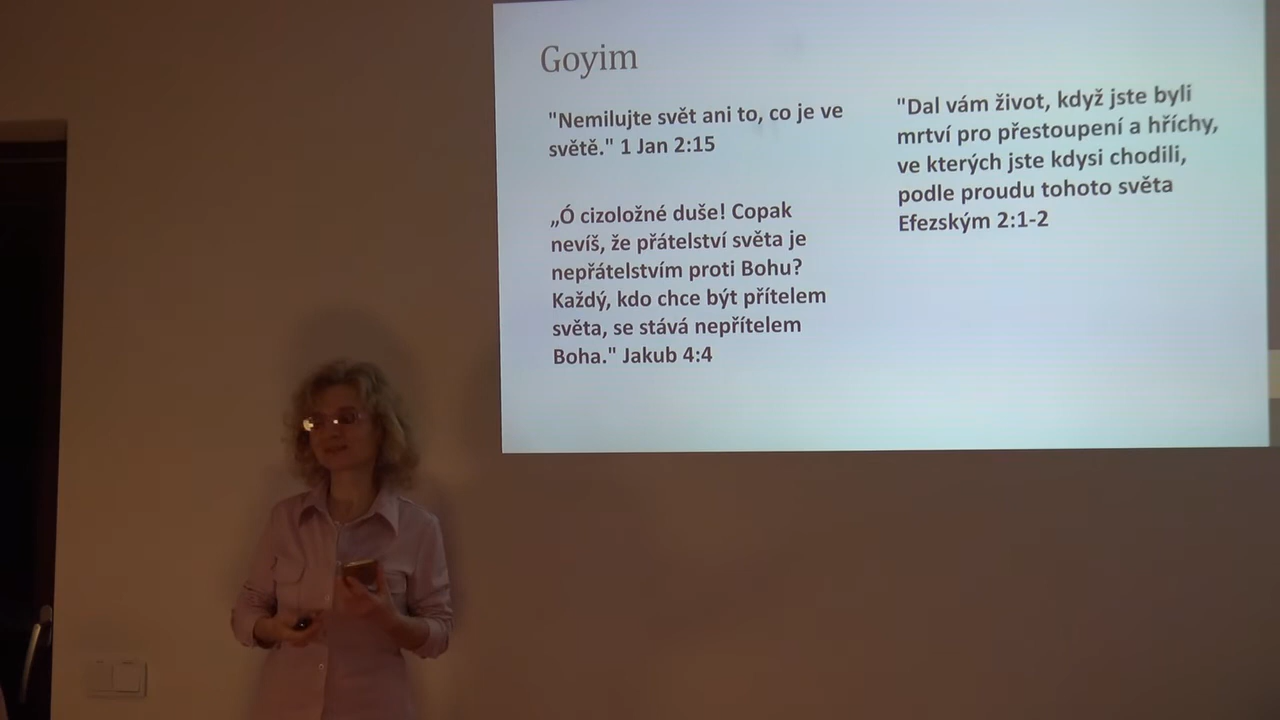 Goyim
"Nemilujte svět ani to, co je ve
světě." 1 Jan 2:15
„Ó cizoložné duše! Copak
nevíš, že přátelství světa je
nepřátelstvím proti Bohu?
Každý, kdo chce být přítelem
světa, se stává nepřítelem
Boha." Jakub 4:4
"Dal vám život, když jste byli
mrtví pro přestoupení a hříchy,
ve kterých jste kdysi chodili,
podle proudu tohoto světa
Efezským 2:1-2